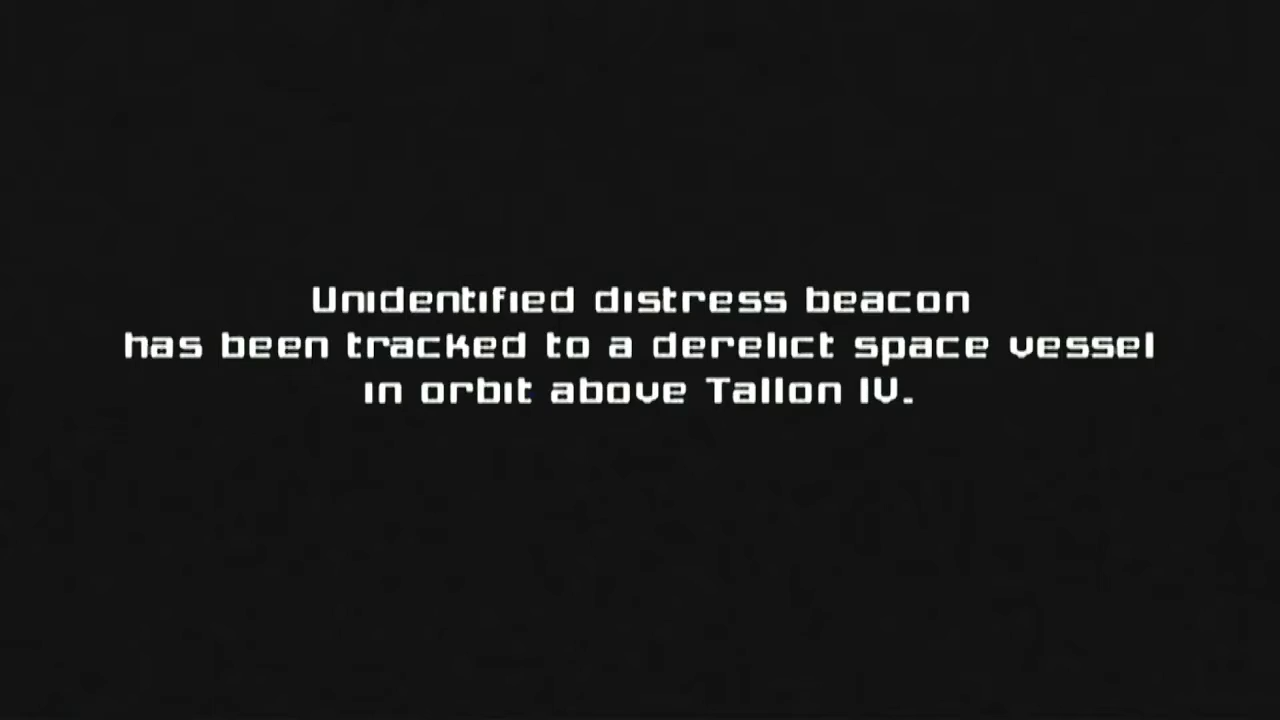 Unidentified distress beacon
has been tracked to a derelict space vessel
in orbit above Tallon IV.